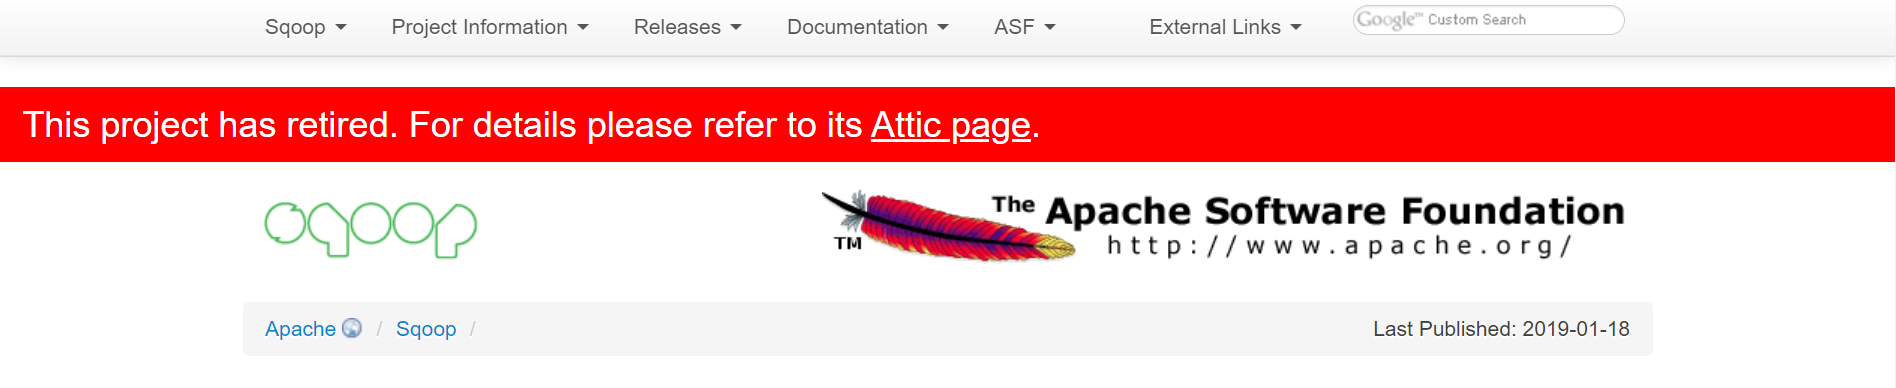 Sqoop Project Information Releases Documentation ASF External Links Google™ Custom Search
This project has retired. For details please refer to its Attic page.
sqoop
The Apache Software Foundation
TM http://www.apache.org/
Apache / Sqoop / Last Published: 2019-01-18